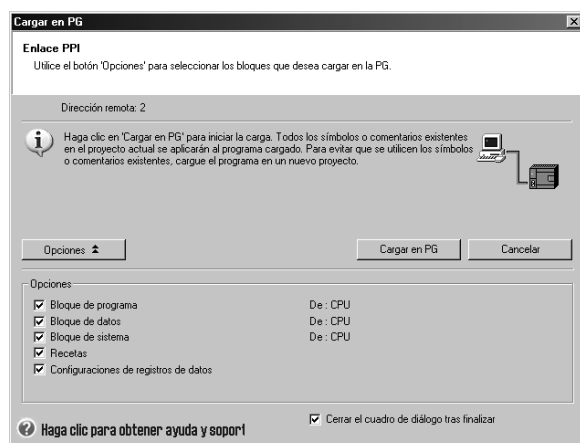 Cargar en PG
Enlace PPI
Utilice el botón 'Opciones' para seleccionar los bloques que desea cargar en la PG.
Dirección remota: 2
Haga clic en 'Cargar en PG' para iniciar la carga. Todos los símbolos o comentarios existentes
en el proyecto actual se aplicarán al programa cargado. Para evitar que se utilicen los símbolos
o comentarios existentes, cargue el programa en un nuevo proyecto.
Opciones
Cargar en PG
Cancelar
Opciones
Bloque de programa De : CPU
Bloque de datos De : CPU
Bloque de sistema De : CPU
Recetas
Configuraciones de registros de datos
Haga clic para obtener ayuda y soport
Cerrar el cuadro de diálogo tras finalizar